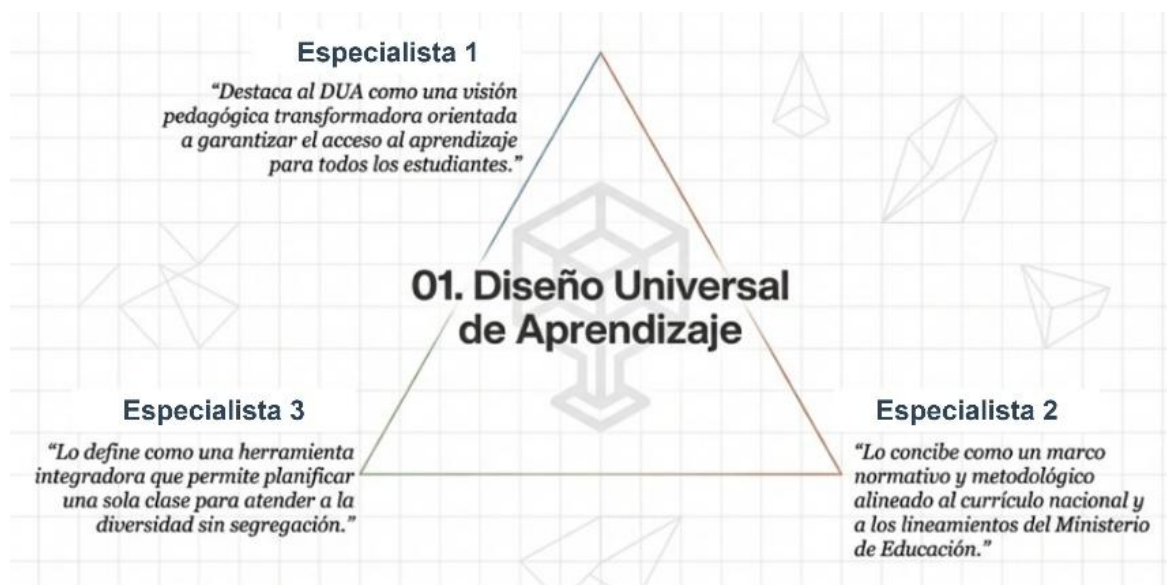 Especialista 1
“Destaca al DUA como una visión
pedagógica transformadora orientada
a garantizar el acceso al aprendizaje
para todos los estudiantes.”
01. Diseño Universal
de Aprendizaje
Especialista 3
“Lo define como una herramienta
integradora que permite planificar
una sola clase para atender a la
diversidad sin segregación.”
Especialista 2
“Lo concibe como un marco
normativo y metodológico
alineado al currículo nacional y
a los lineamientos del Ministerio
de Educación.”